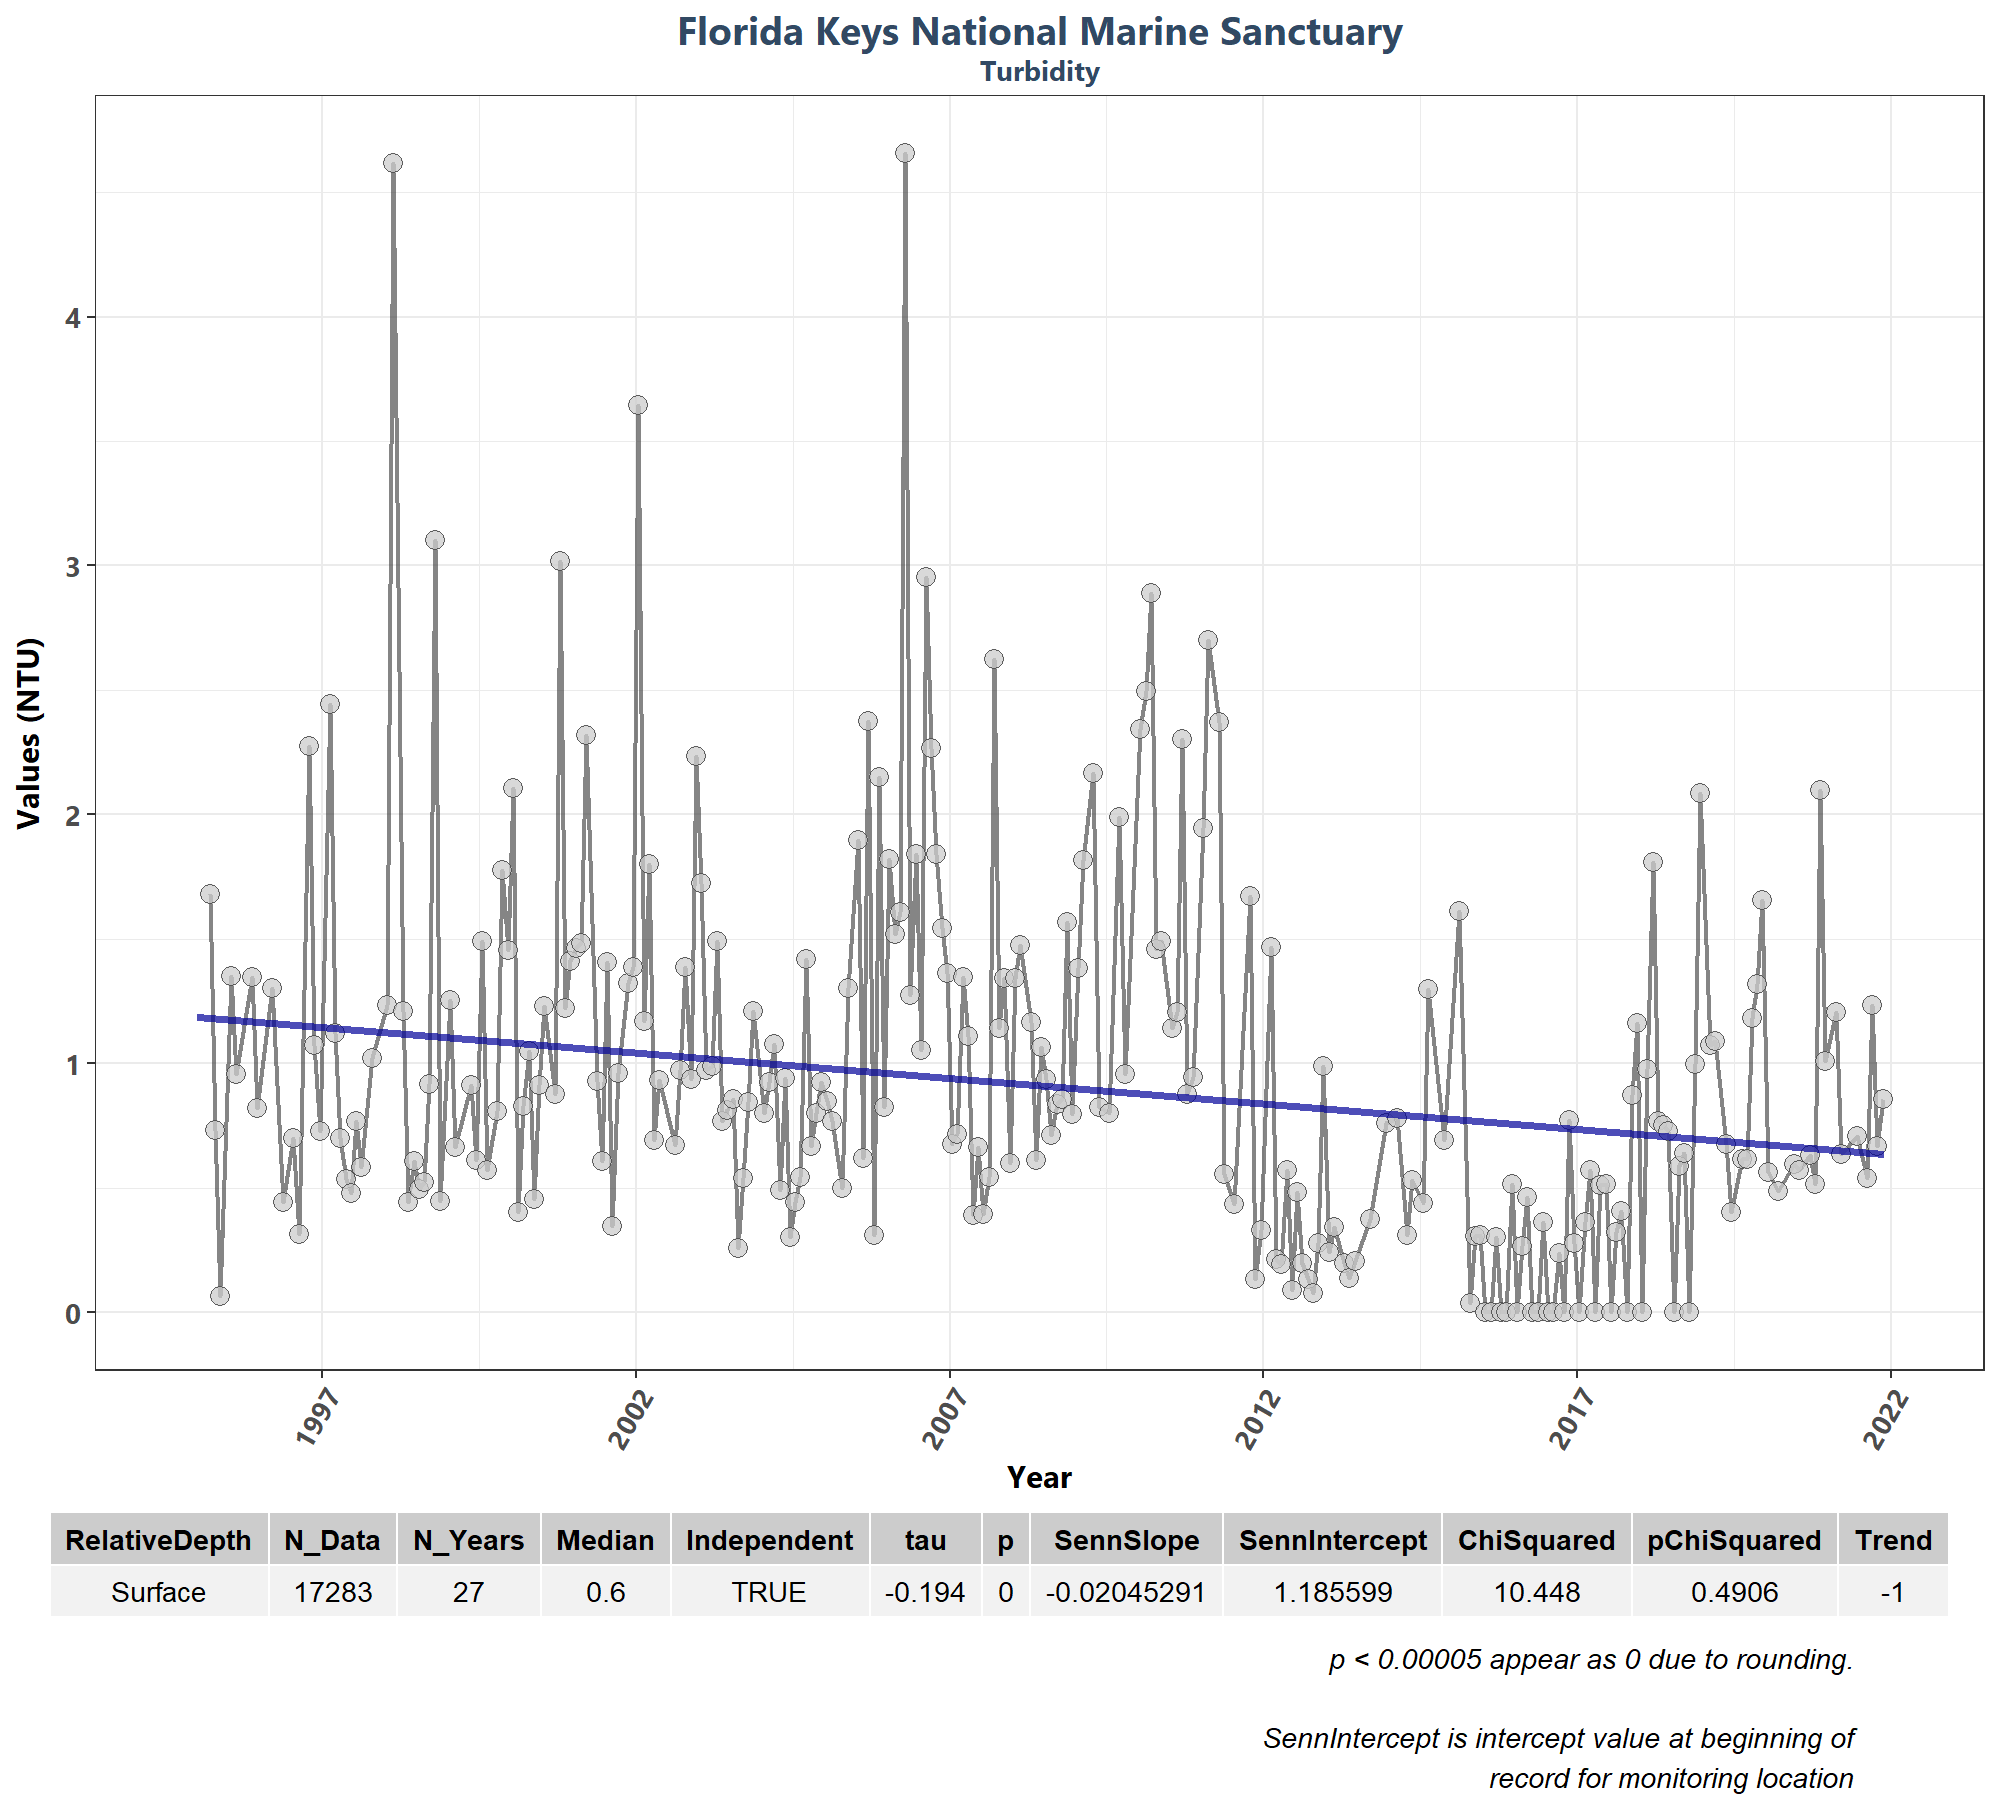 Florida Keys National Marine Sanctuary
Turbidity
Values (NTU)
4
3
2
1
0
1997 2002 2007 2012 2017 2022
Year
RelativeDepth N_Data N_Years Median Independent tau p SennSlope SennIntercept ChiSquared pChiSquared Trend
Surface 17283 27 0.6 TRUE -0.194 0 -0.02045291 1.185599 10.448 0.4906 -1
p < 0.00005 appear as 0 due to rounding.
SennIntercept is intercept value at beginning of
record for monitoring location